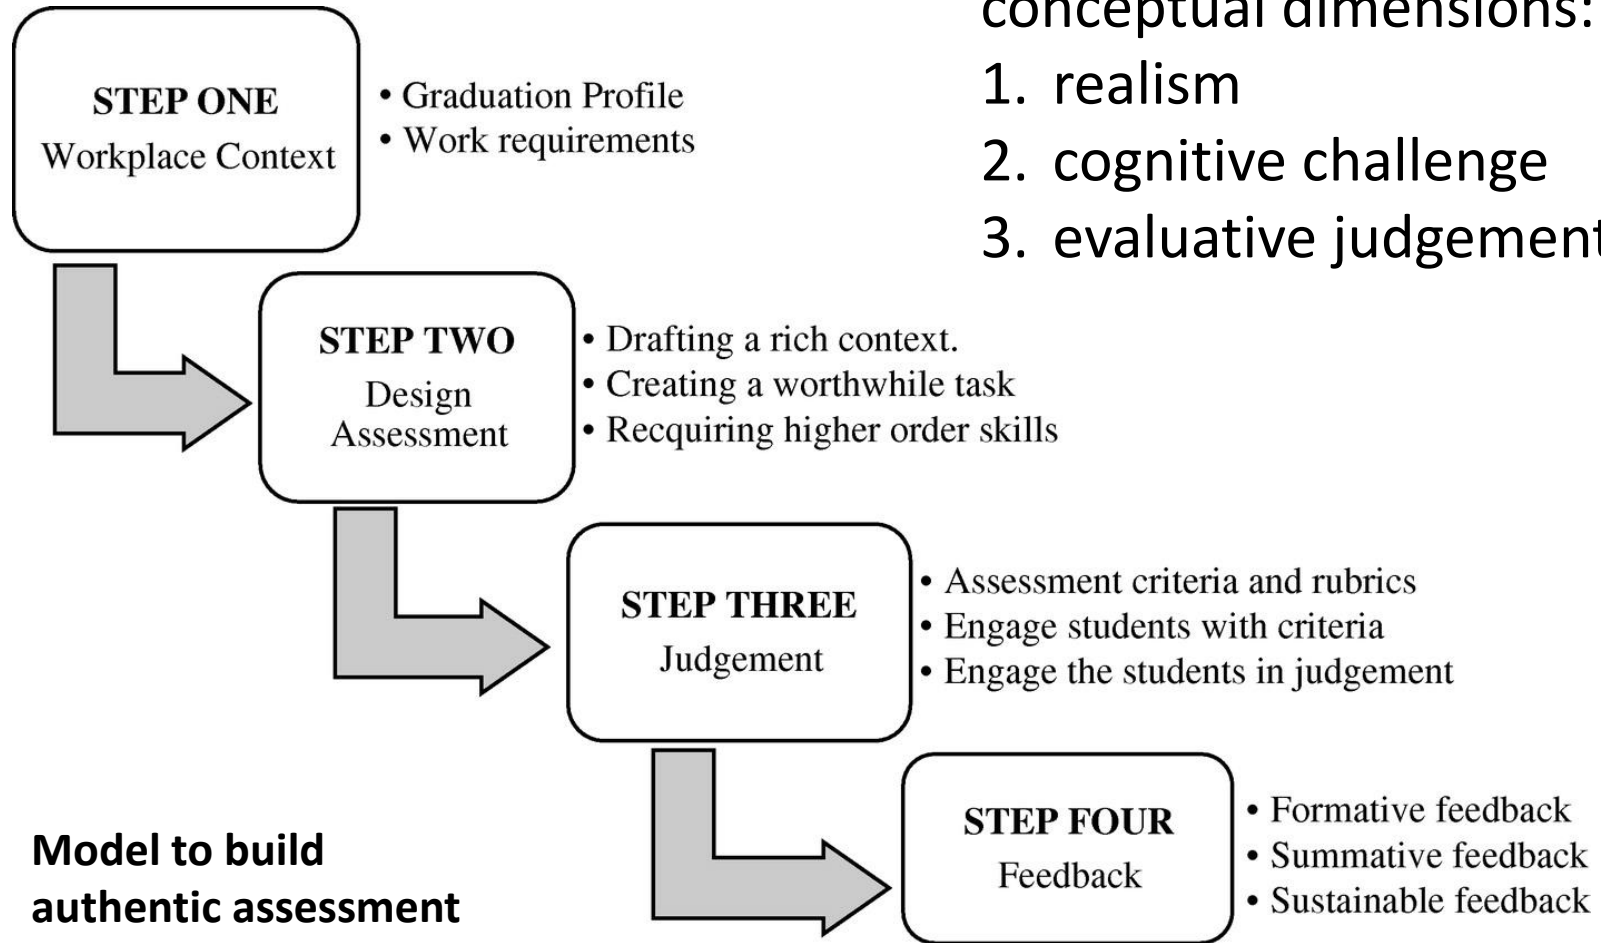 conceptual dimensions:
1. realism
2. cognitive challenge
3. evaluative judgement
STEP ONE
Workplace Context
• Graduation Profile
• Work requirements
STEP TWO
Design
Assessment
• Drafting a rich context.
• Creating a worthwhile task
• Recquiring higher order skills
STEP THREE
Judgement
• Assessment criteria and rubrics
• Engage students with criteria
• Engage the students in judgement
STEP FOUR
Feedback
• Formative feedback
• Summative feedback
• Sustainable feedback
Model to build
authentic assessment